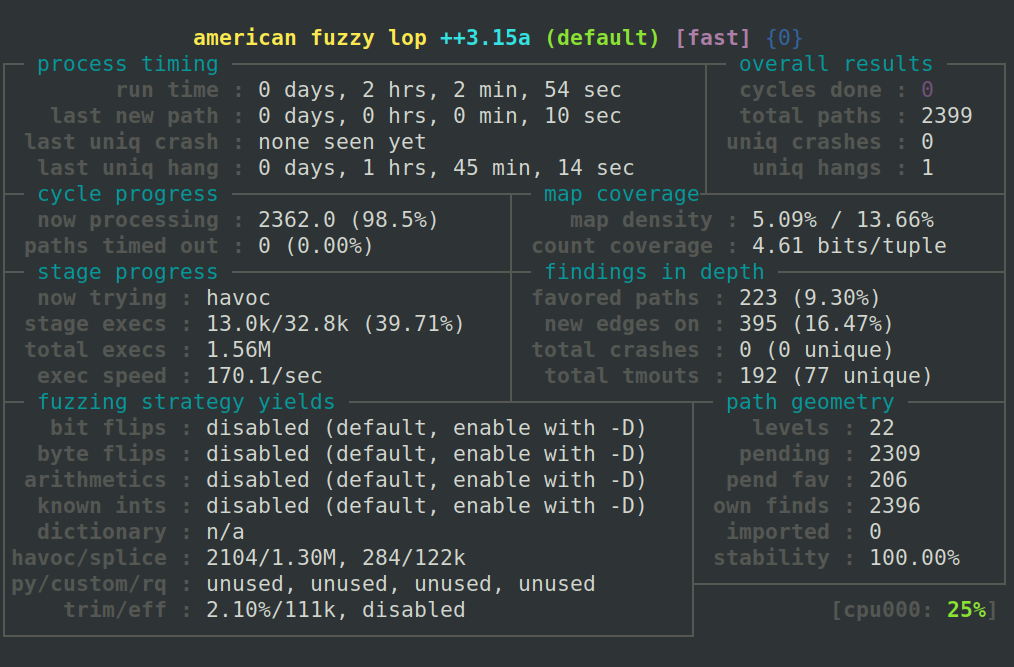 american fuzzy lop ++3.15a (default) [fast] {0}
process timing overall results
run time : 0 days, 2 hrs, 2 min, 54 sec cycles done : 0
last new path : 0 days, 0 hrs, 0 min, 10 sec total paths : 2399
last uniq crash : none seen yet uniq crashes : 0
last uniq hang : 0 days, 1 hrs, 45 min, 14 sec uniq hangs : 1
cycle progress map coverage
now processing : 2362.0 (98.5%) map density : 5.09% / 13.66%
paths timed out : 0 (0.00%) count coverage : 4.61 bits/tuple
stage progress findings in depth
now trying : havoc favored paths : 223 (9.30%)
stage execs : 13.0k/32.8k (39.71%) new edges on : 395 (16.47%)
total execs : 1.56M total crashes : 0 (0 unique)
exec speed : 170.1/sec total tmouts : 192 (77 unique)
fuzzing strategy yields path geometry
bit flips : disabled (default, enable with -D) levels : 22
byte flips : disabled (default, enable with -D) pending : 2309
arithmetics : disabled (default, enable with -D) pend fav : 206
known ints : disabled (default, enable with -D) own finds : 2396
dictionary : n/a imported : 0
havoc/splice : 2104/1.30M, 284/122k stability : 100.00%
py/custom/rq : unused, unused, unused, unused
trim/eff : 2.10%/111k, disabled [cpu000: 25%]